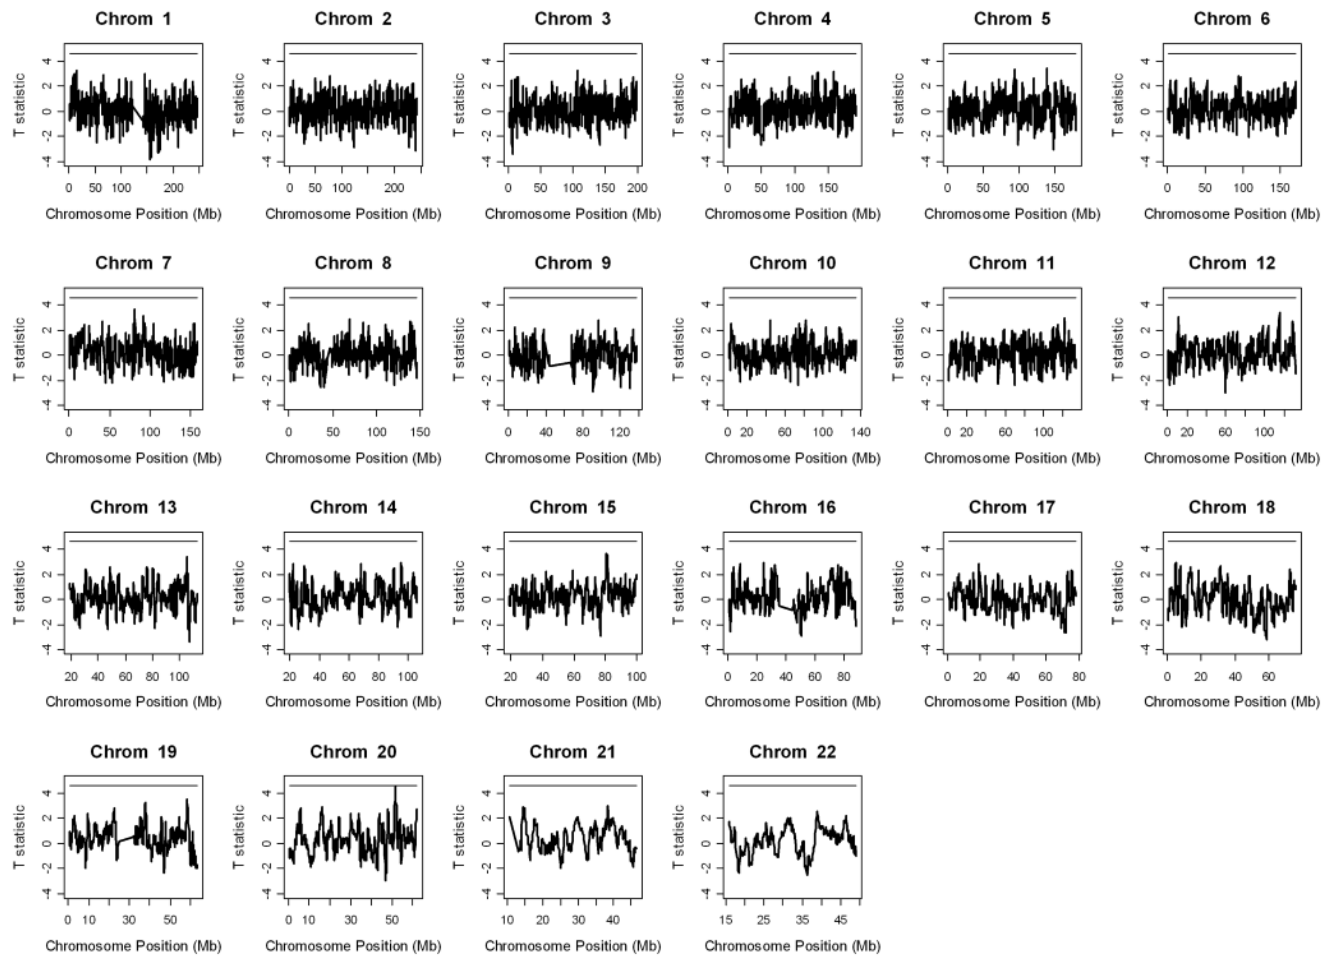 Chrom 1
T statistic
4
2
0
-2
-4
0 50 100 200
Chromosome Position (Mb)
Chrom 2
T statistic
4
2
0
-2
-4
0 50 100 200
Chromosome Position (Mb)
Chrom 3
T statistic
4
2
0
-2
-4
0 50 100 150 200
Chromosome Position (Mb)
Chrom 4
T statistic
4
2
0
-2
-4
0 50 100 150
Chromosome Position (Mb)
Chrom 5
T statistic
4
2
0
-2
-4
0 50 100 150
Chromosome Position (Mb)
Chrom 6
T statistic
4
2
0
-2
-4
0 50 100 150
Chromosome Position (Mb)
Chrom 7
T statistic
4
2
0
-2
-4
0 50 100 150
Chromosome Position (Mb)
Chrom 8
T statistic
4
2
0
-2
-4
0 50 100 150
Chromosome Position (Mb)
Chrom 9
T statistic
4
2
0
-2
-4
0 40 80 120
Chromosome Position (Mb)
Chrom 10
T statistic
4
2
0
-2
-4
0 20 60 100 140
Chromosome Position (Mb)
Chrom 11
T statistic
4
2
0
-2
-4
0 20 60 100
Chromosome Position (Mb)
Chrom 12
T statistic
4
2
0
-2
-4
0 20 60 100
Chromosome Position (Mb)
Chrom 13
T statistic
4
2
0
-2
-4
20 40 60 80 100
Chromosome Position (Mb)
Chrom 14
T statistic
4
2
0
-2
-4
20 40 60 80 100
Chromosome Position (Mb)
Chrom 15
T statistic
4
2
0
-2
-4
20 40 60 80 100
Chromosome Position (Mb)
Chrom 16
T statistic
4
2
0
-2
-4
0 20 40 60 80
Chromosome Position (Mb)
Chrom 17
T statistic
4
2
0
-2
-4
0 20 40 60 80
Chromosome Position (Mb)
Chrom 18
T statistic
4
2
0
-2
-4
0 20 40 60
Chromosome Position (Mb)
Chrom 19
T statistic
4
2
0
-2
-4
0 10 30 50
Chromosome Position (Mb)
Chrom 20
T statistic
4
2
0
-2
-4
0 10 30 50
Chromosome Position (Mb)
Chrom 21
T statistic
4
2
0
-2
-4
10 20 30 40
Chromosome Position (Mb)
Chrom 22
T statistic
4
2
0
-2
-4
15 25 35 45
Chromosome Position (Mb)